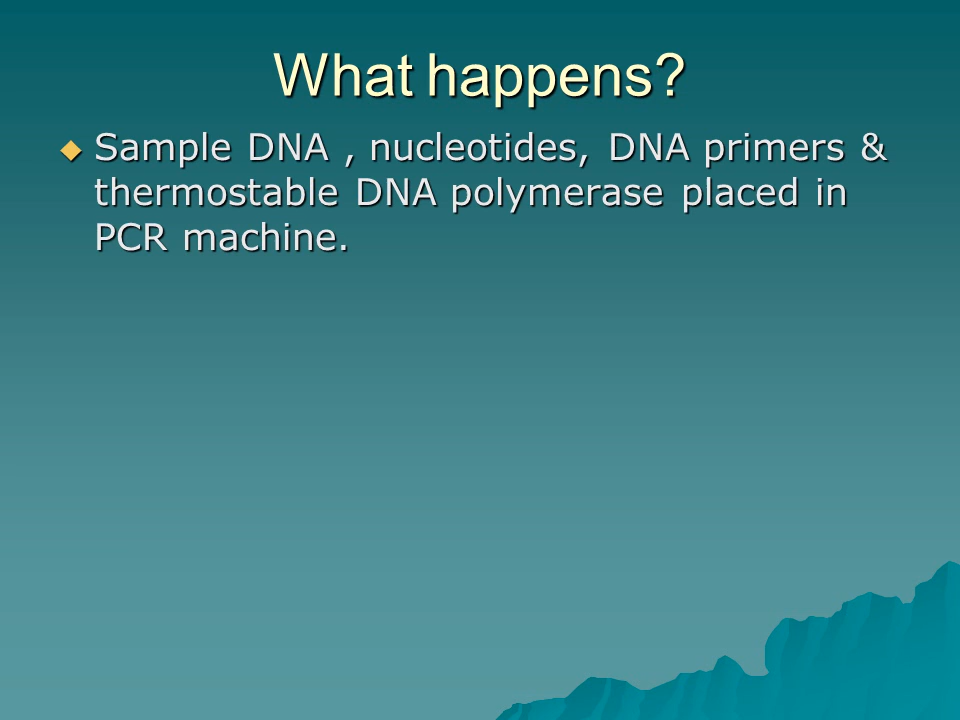 What happens?
Sample DNA , nucleotides, DNA primers &
thermostable DNA polymerase placed in
PCR machine.